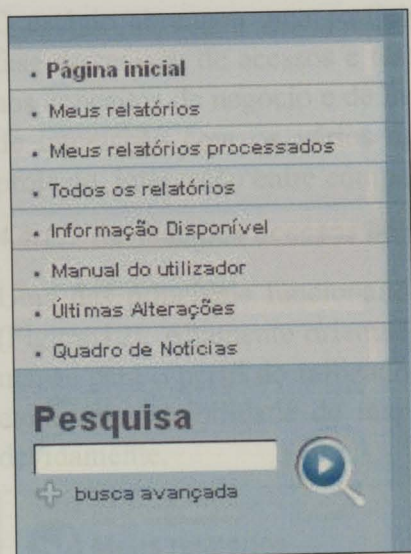 • Página inicial
• Meus relatórios
• Meus relatórios processados
• Todos os relatórios
• Informação Disponível
• Manual do utilizador
• Últimas Alterações
• Quadro de Notícias
Pesquisa
busca avançada